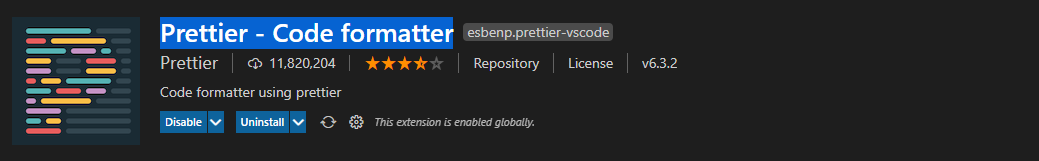 Prettier - Code formatter esbenp.prettier-vscode
Prettier 11,820,204 Repository License v6.3.2
Code formatter using prettier
Disable Uninstall This extension is enabled globally.